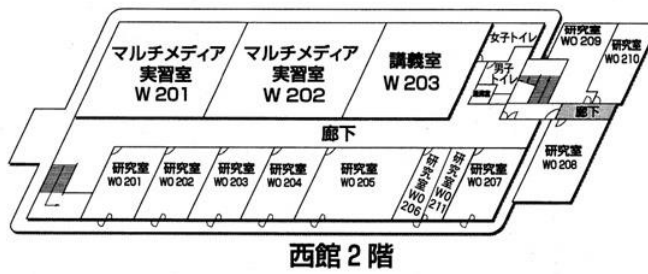 マルチメディア
実習室
W 201
マルチメディア
実習室
W 202
講義室
W 203
女子トイレ
男子
トイレ
研究室
WO 209
研究室
WO 210
廊下
廊下
研究室
WO 208
研究室
WO 201
研究室
WO 202
研究室
WO 203
研究室
WO 204
研究室
WO 205
研究室
WO
206
研究室
WO
211
研究室
WO 207
西館2階